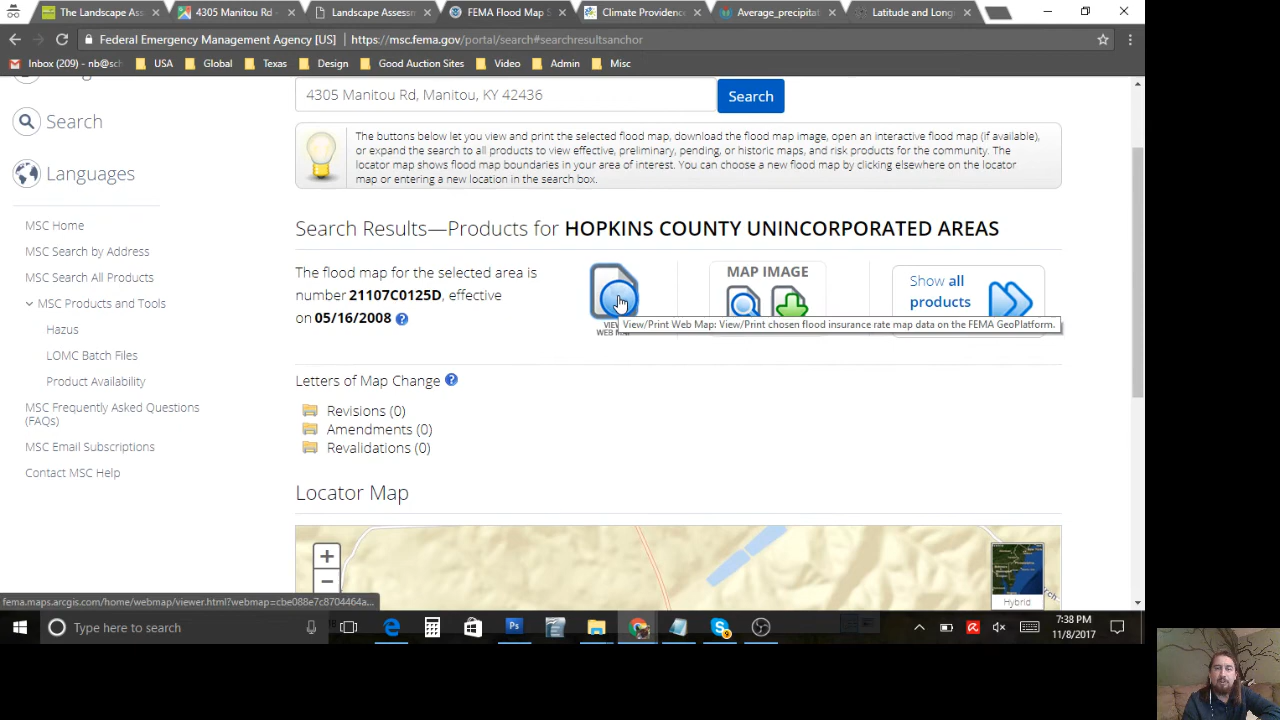 The Landscape Ass
4305 Manitou Rd -
Landscape Assessm
FEMA Flood Map S
Climate Providence
Average_precipitat
Latitude and Long
Federal Emergency Management Agency [US] https://msc.fema.gov/portal/search#searchresultsanchor
Inbox (209) - nb@sch USA Global Texas Design Good Auction Sites Video Admin Misc
Search
Languages
MSC Home
MSC Search by Address
MSC Search All Products
MSC Products and Tools
Hazus
LOMC Batch Files
Product Availability
MSC Frequently Asked Questions
(FAQs)
MSC Email Subscriptions
Contact MSC Help
4305 Manitou Rd, Manitou, KY 42436
Search
The buttons below let you view and print the selected flood map, download the flood map image, open an interactive flood map (if available),
or expand the search to all products to view effective, preliminary, pending, or historic maps, and risk products for the community. The
locator map shows flood map boundaries in your area of interest. You can choose a new flood map by clicking elsewhere on the locator
map or entering a new location in the search box.
Search Results—Products for HOPKINS COUNTY UNINCORPORATED AREAS
The flood map for the selected area is
number 21107C0125D, effective
on 05/16/2008
MAP IMAGE
Show all
products
View/Print Web Map: View/Print chosen flood insurance rate map data on the FEMA GeoPlatform.
Letters of Map Change
Revisions (0)
Amendments (0)
Revalidations (0)
Locator Map
+
−
Hybrid
fema.maps.arcgis.com/home/webmap/viewer.html?webmap=cbe088e7c8704464a...
Type here to search
7:38 PM
11/8/2017